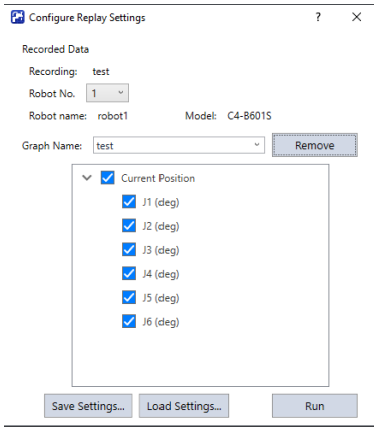 Configure Replay Settings ? X
Recorded Data
Recording: test
Robot No. 1
Robot name: robot1 Model: C4-B601S
Graph Name: test Remove
Current Position
J1 (deg)
J2 (deg)
J3 (deg)
J4 (deg)
J5 (deg)
J6 (deg)
Save Settings... Load Settings... Run